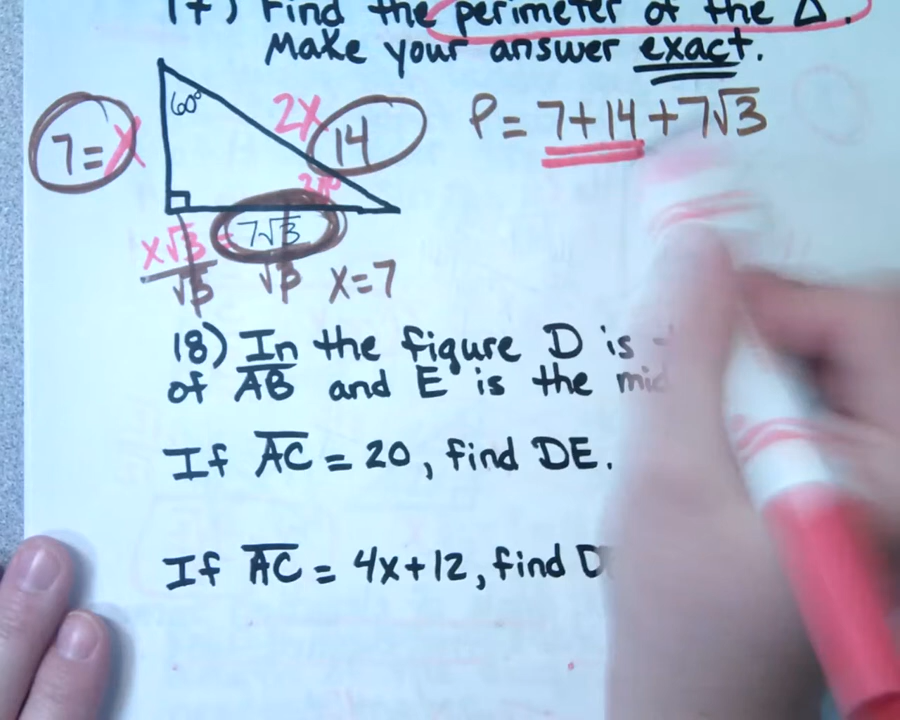 17) Find the perimeter of the Δ.
Make your answer exact.
60°
7 = x
2x
14
P = 7 + 14 + 7√3
x√3
7√3
√3
√3
x = 7
18) In the figure D is
of AB and E is the
If AC = 20, find DE.
If AC = 4x + 12, find